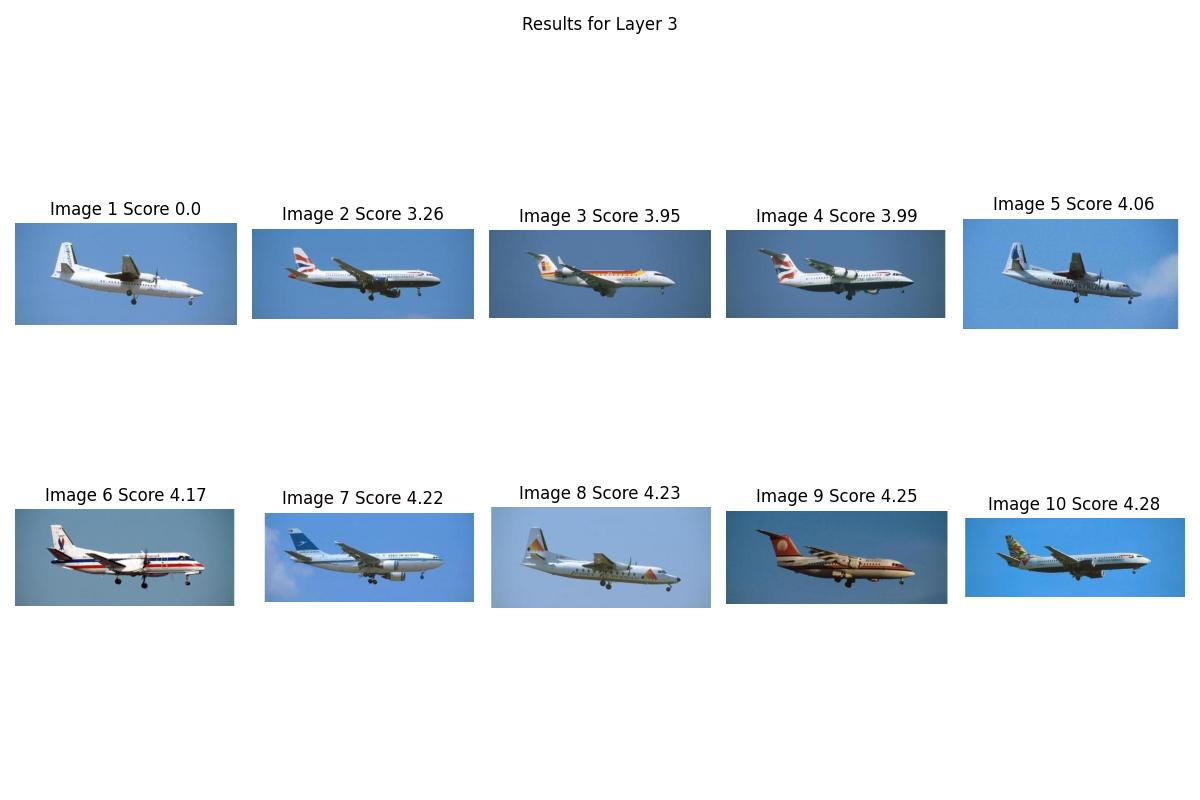 Results for Layer 3
Image 1 Score 0.0
Image 2 Score 3.26
Image 3 Score 3.95
Image 4 Score 3.99
Image 5 Score 4.06
Image 6 Score 4.17
Image 7 Score 4.22
Image 8 Score 4.23
Image 9 Score 4.25
Image 10 Score 4.28